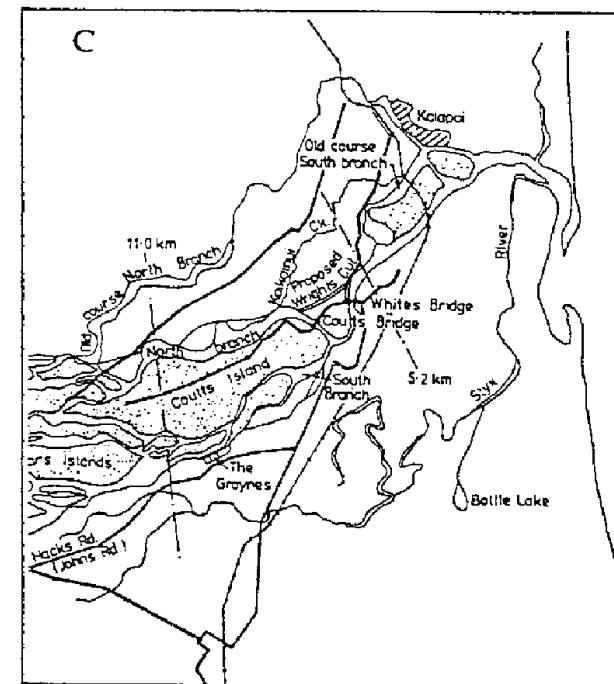 C
Kaiapoi
Old course
South branch
11·0 km
Old course North Branch
Kaikainui Ck.
Proposed
Wrights Cut
River
Whites Bridge
Coutts Bridge
North branch
5·2 km
Coutts Island
South
Branch
Styx
ors Islands
The
Groynes
Bottle Lake
Hacks Rd.
(Johns Rd.)